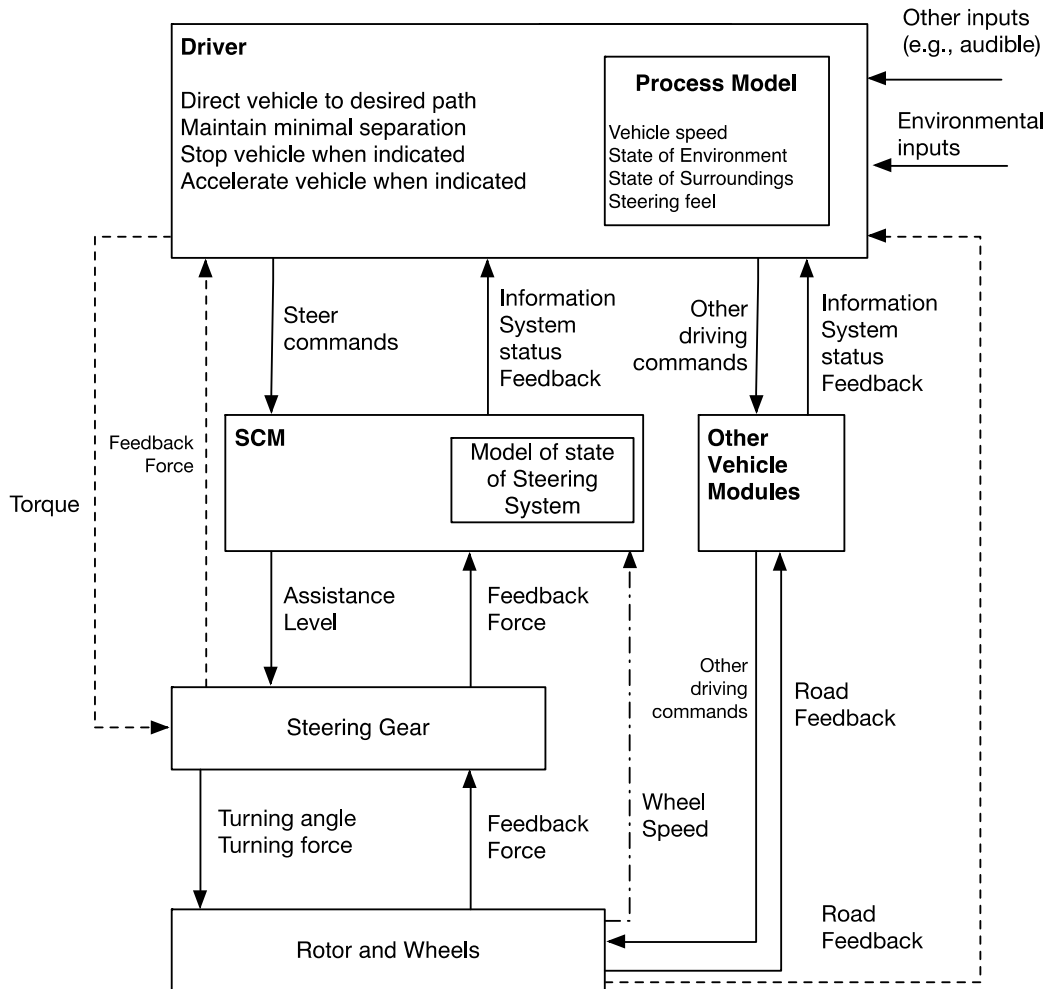 Other inputs
(e.g., audible)
Driver
Process Model
Direct vehicle to desired path
Maintain minimal separation
Stop vehicle when indicated
Accelerate vehicle when indicated
Vehicle speed
State of Environment
State of Surroundings
Steering feel
Environmental
inputs
Steer
commands
Information
System
status
Feedback
Other
driving
commands
Information
System
status
Feedback
Feedback
Force
Torque
SCM
Model of state
of Steering
System
Other
Vehicle
Modules
Assistance
Level
Feedback
Force
Other
driving
commands
Road
Feedback
Steering Gear
Turning angle
Turning force
Feedback
Force
Wheel
Speed
Rotor and Wheels
Road
Feedback